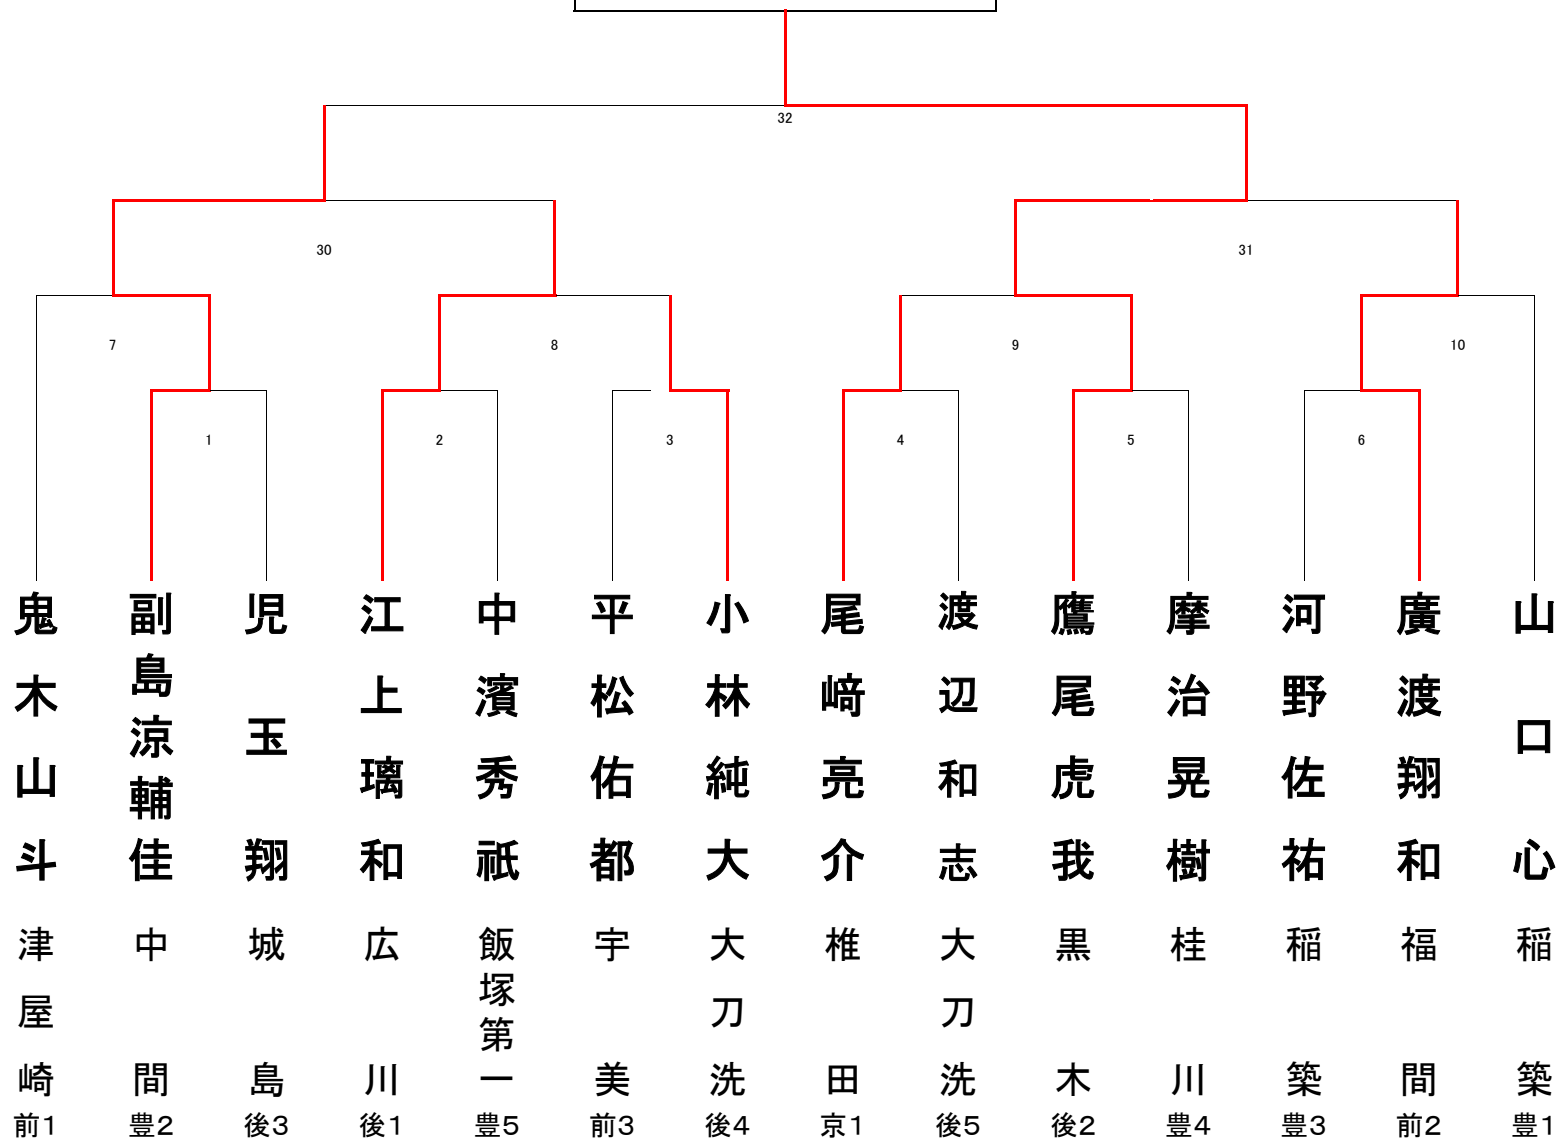 32
30
31
7
8
9
10
1
2
3
4
5
6
鬼木山斗
津屋崎
前1
副島涼輔佳
中間
豊2
児玉翔
城島
後3
江上璃和
広川
後1
中濱秀祇
飯塚第一
豊5
平松佑都
宇美
前3
小林純大
大刀洗
後4
尾﨑亮介
椎田
京1
渡辺和志
大刀洗
後5
鷹尾虎我
黒木
後2
摩治晃樹
桂川
豊4
河野佐祐
稲築
豊3
廣渡翔和
福間
前2
山口心
稲築
豊1